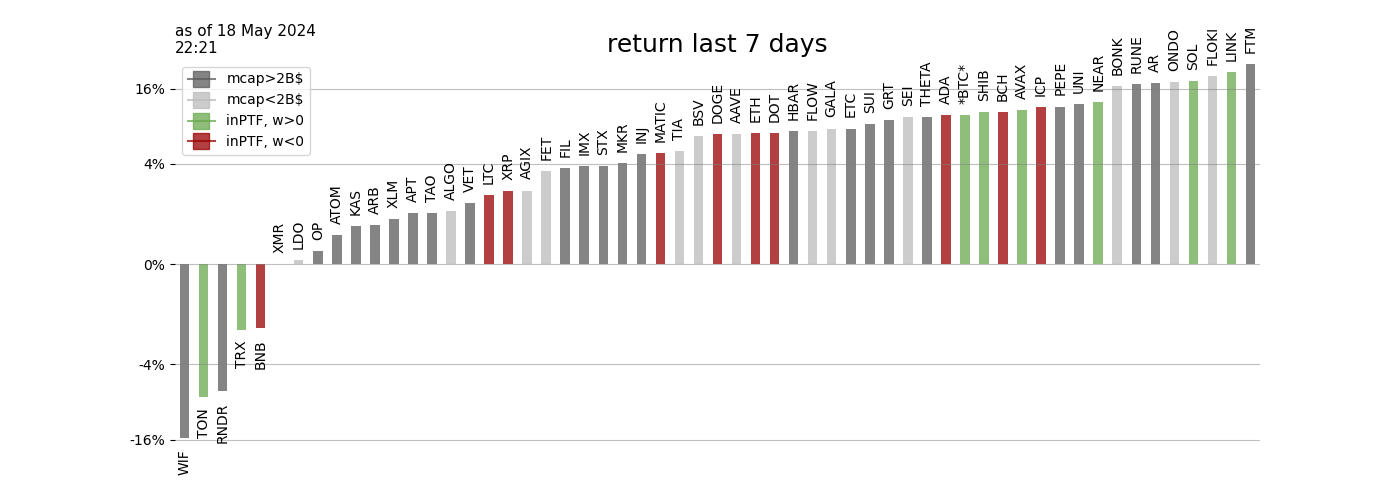 as of 18 May 2024
22:21
return last 7 days
mcap>2B$
mcap<2B$
inPTF, w>0
inPTF, w<0
16%
4%
0%
-4%
-16%
WIF
TON
RNDR
TRX
BNB
XMR
LDO
OP
ATOM
KAS
ARB
XLM
APT
TAO
ALGO
VET
LTC
XRP
AGIX
FET
FIL
IMX
STX
MKR
INJ
MATIC
TIA
BSV
DOGE
AAVE
ETH
DOT
HBAR
FLOW
GALA
ETC
SUI
GRT
SEI
THETA
ADA
*BTC*
SHIB
BCH
AVAX
ICP
PEPE
UNI
NEAR
BONK
RUNE
AR
ONDO
SOL
FLOKI
LINK
FTM